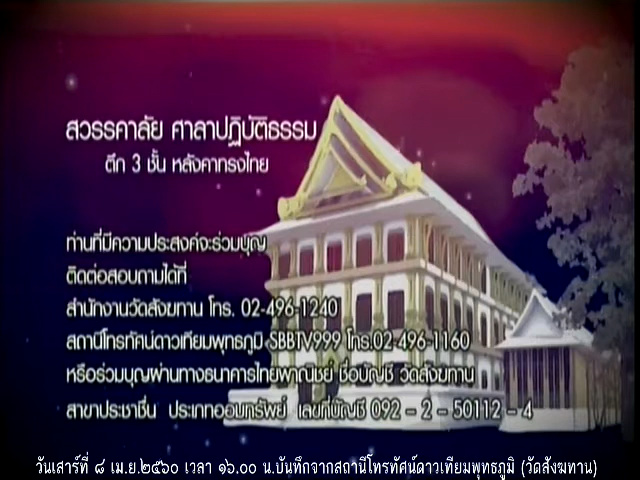 สวรรคาลัย ศาลาปฏิบัติธรรม
ตึก 3 ชั้น หลังคาทรงไทย
ท่านที่มีความประสงค์จะร่วมบุญ
ติดต่อสอบถามได้ที่
สำนักงานวัดสังฆทาน โทร. 02-496-1240
สถานีโทรทัศน์ดาวเทียมพุทธภูมิ SBBTV999 โทร.02-496-1160
หรือร่วมบุญผ่านทางธนาคารไทยพาณิชย์ ชื่อบัญชี วัดสังฆทาน
สาขาประชาชื่น ประเภทออมทรัพย์ เลขที่บัญชี 092 - 2 - 50112 - 4
วันเสาร์ที่ ๘ เม.ย.๒๕๖๐ เวลา ๑๖.๐๐ น.บันทึกจากสถานีโทรทัศน์ดาวเทียมพุทธภูมิ (วัดสังฆทาน)